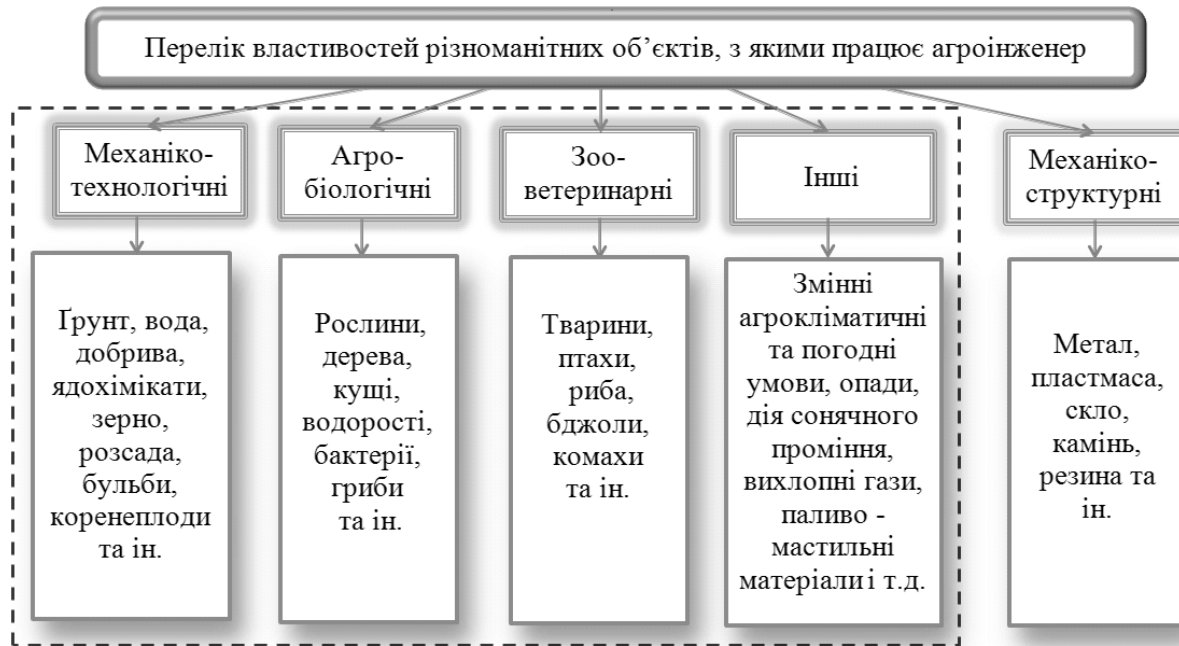 Перелік властивостей різноманітних об’єктів, з якими працює агроінженер
Механіко-
технологічні
Ґрунт, вода,
добрива,
ядохімікати,
зерно,
розсада,
бульби,
коренеплоди
та ін.
Агро-
біологічні
Рослини,
дерева,
кущі,
водорості,
бактерії,
гриби
та ін.
Зоо-
ветеринарні
Тварини,
птахи,
риба,
бджоли,
комахи
та ін.
Інші
Змінні
агрокліматичні
та погодні
умови, опади,
дія сонячного
проміння,
вихлопні гази,
паливо -
мастильні
матеріали і т.д.
Механіко-
структурні
Метал,
пластмаса,
скло,
камінь,
резина та
ін.